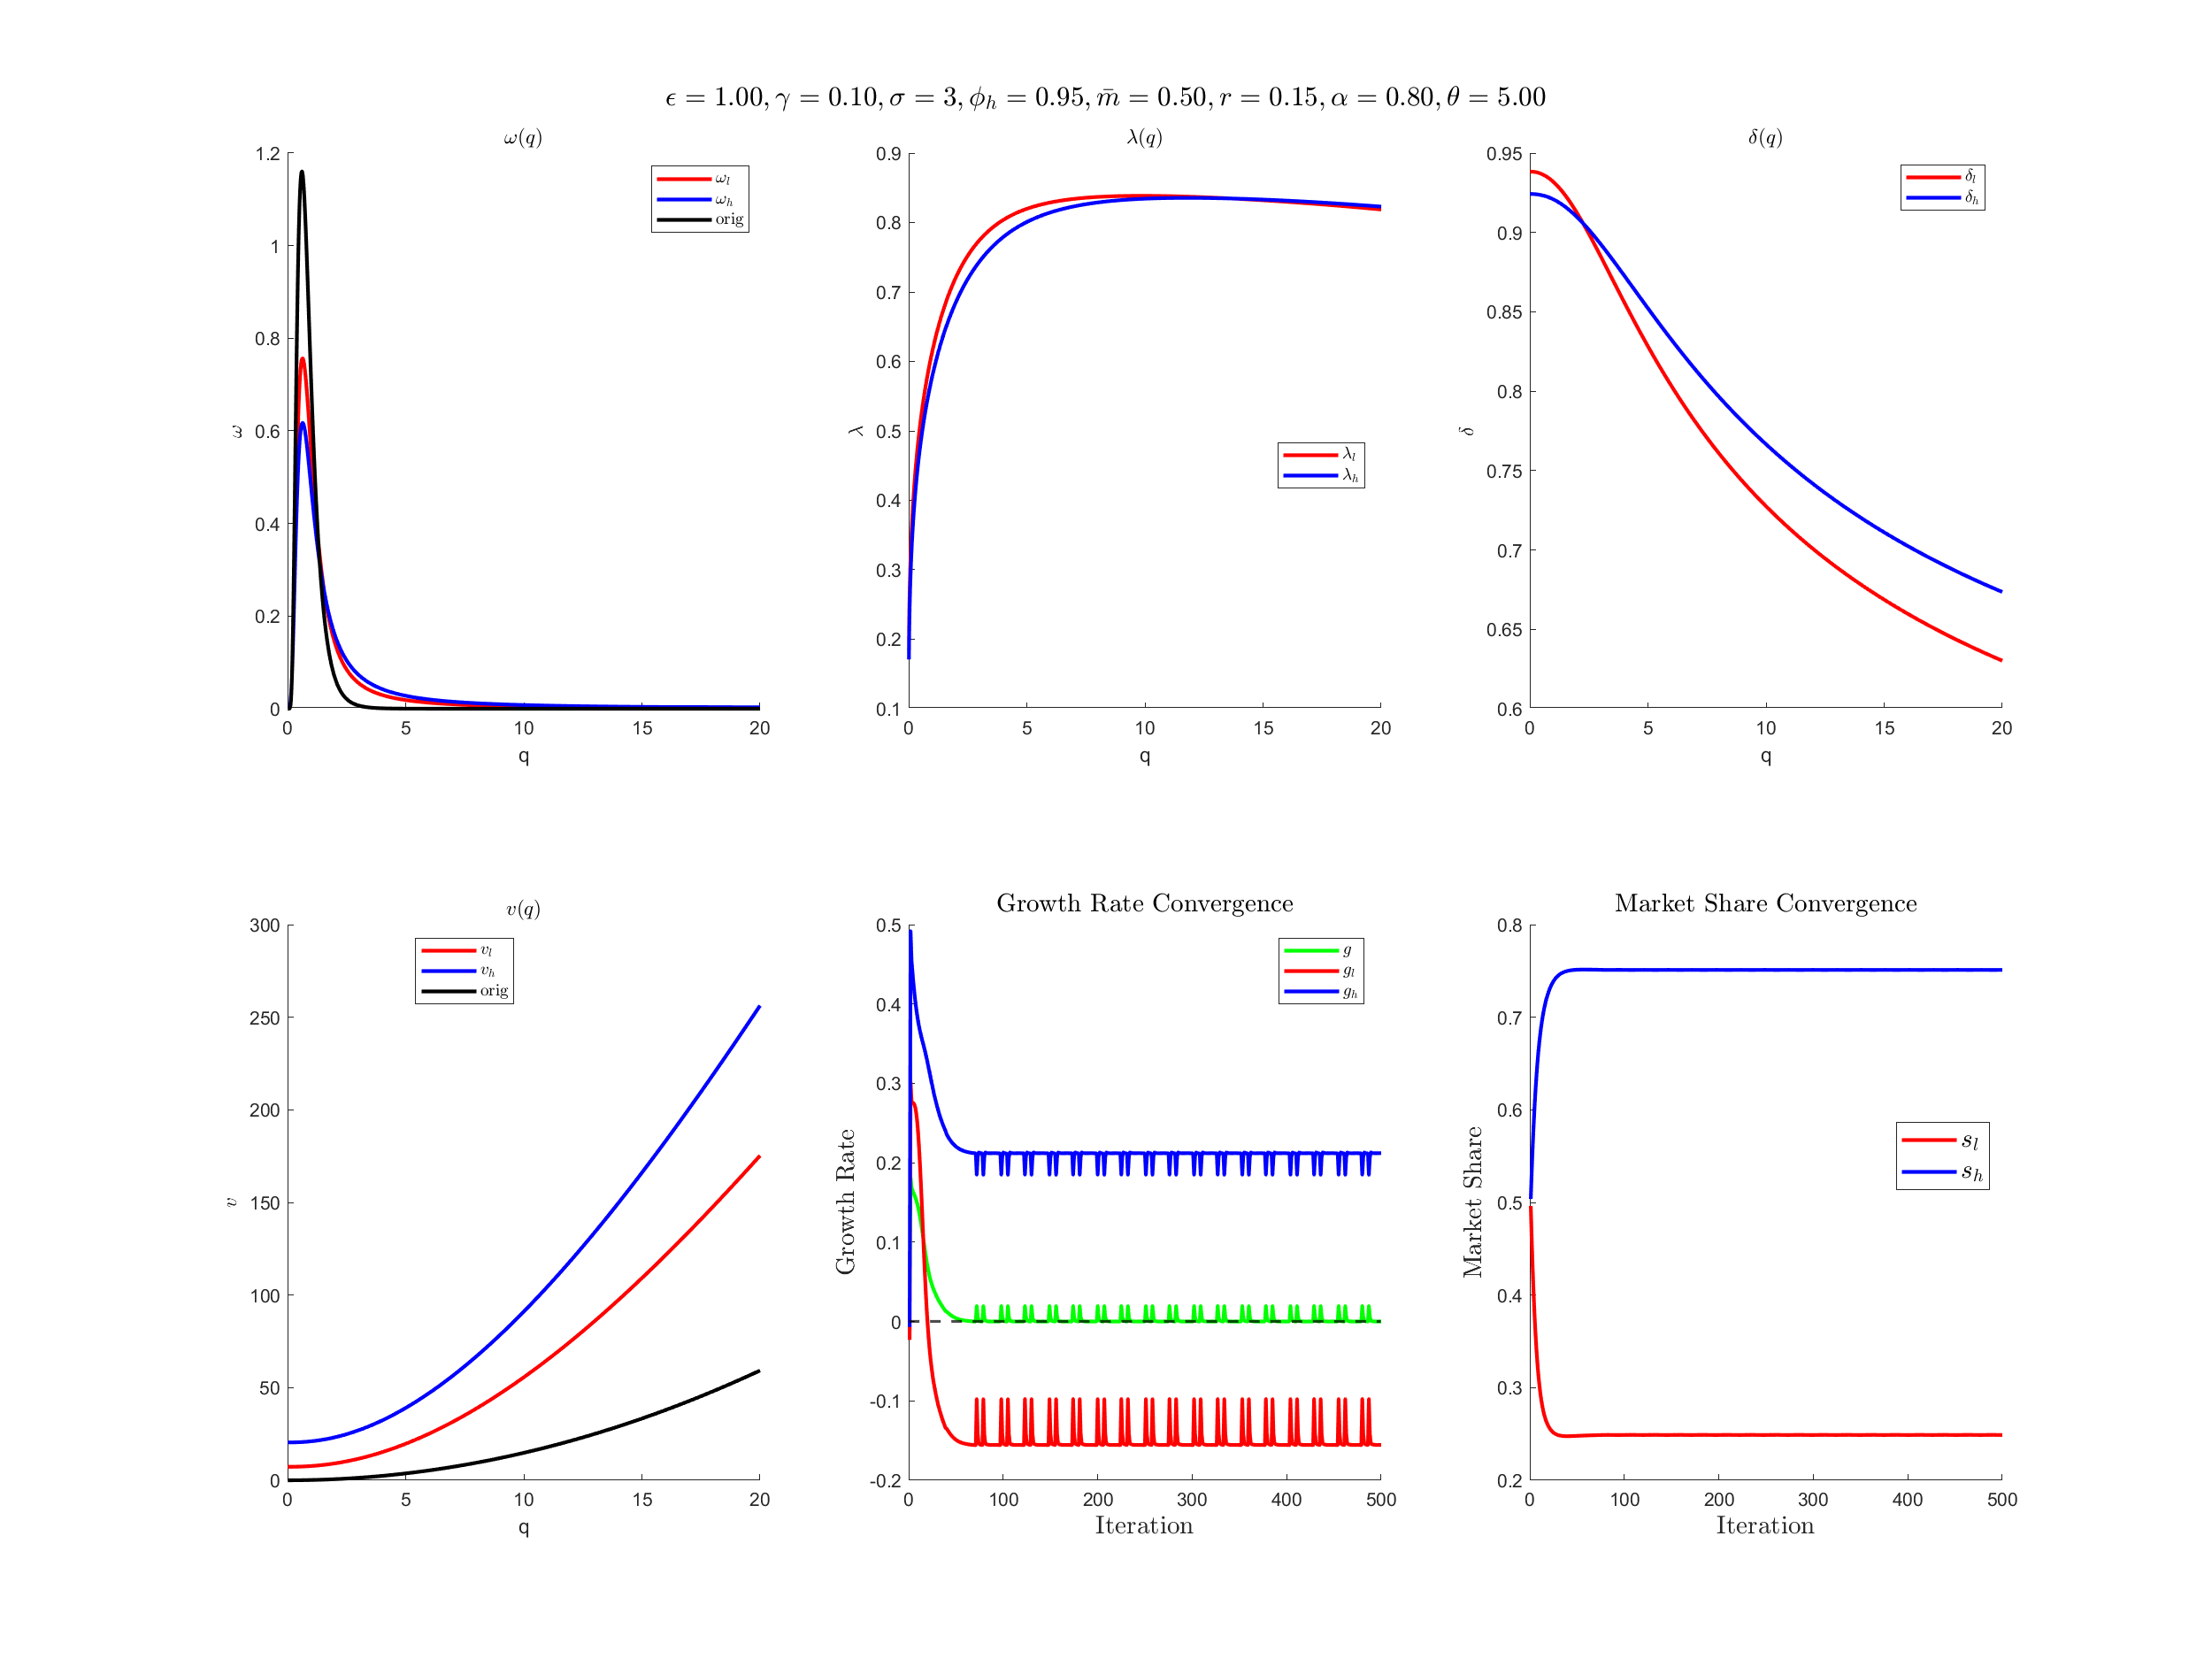 ϵ = 1.00, γ = 0.10, σ = 3, ϕ_h = 0.95, m̄ = 0.50, r = 0.15, α = 0.80, θ = 5.00
ω(q)
1.2
1
0.8
0.6
0.4
0.2
0
ω
ω_l
ω_h
orig
0 5 10 15 20
q
λ(q)
0.9
0.8
0.7
0.6
0.5
0.4
0.3
0.2
0.1
λ
λ_l
λ_h
0 5 10 15 20
q
δ(q)
0.95
0.9
0.85
0.8
0.75
0.7
0.65
0.6
δ
δ_l
δ_h
0 5 10 15 20
q
v(q)
300
250
200
150
100
50
0
v
v_l
v_h
orig
0 5 10 15 20
q
Growth Rate Convergence
0.5
0.4
0.3
0.2
0.1
0
-0.1
-0.2
Growth Rate
g
g_l
g_h
0 100 200 300 400 500
Iteration
Market Share Convergence
0.8
0.7
0.6
0.5
0.4
0.3
0.2
Market Share
s_l
s_h
0 100 200 300 400 500
Iteration